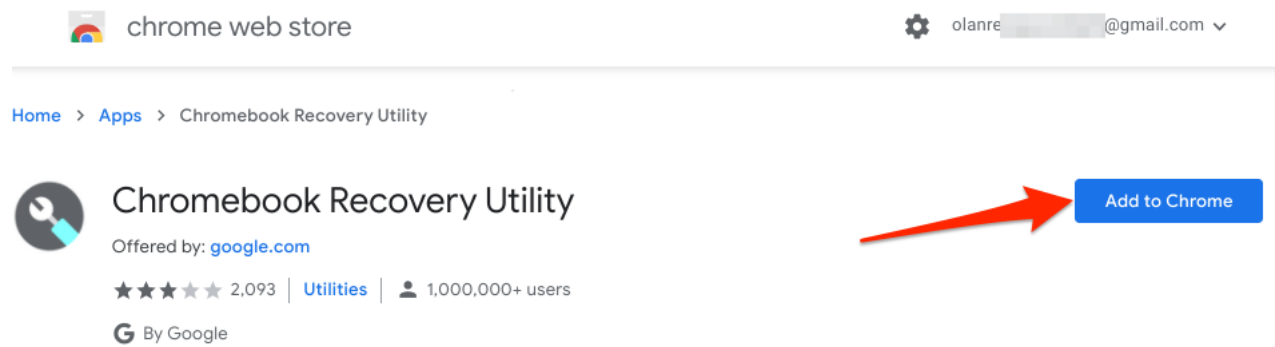 chrome web store
olanre @gmail.com
Home > Apps > Chromebook Recovery Utility
Chromebook Recovery Utility
Add to Chrome
Offered by: google.com
2,093 | Utilities | 1,000,000+ users
G By Google